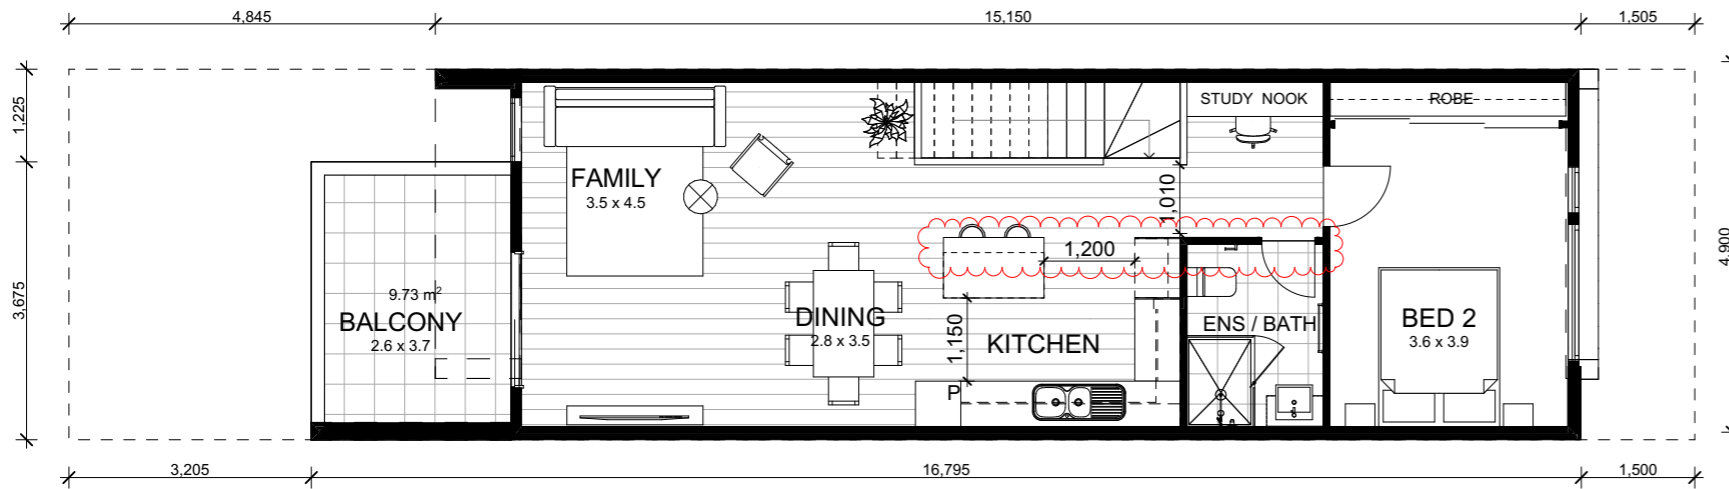 4,845
15,150
1,505
1,225
3,675
4,900
STUDY NOOK
ROBE
FAMILY
3.5 x 4.5
1,010
1,200
9.73 m²
BALCONY
2.6 x 3.7
DINING
2.8 x 3.5
1,150
KITCHEN
P
ENS / BATH
BED 2
3.6 x 3.9
3,205
16,795
1,500